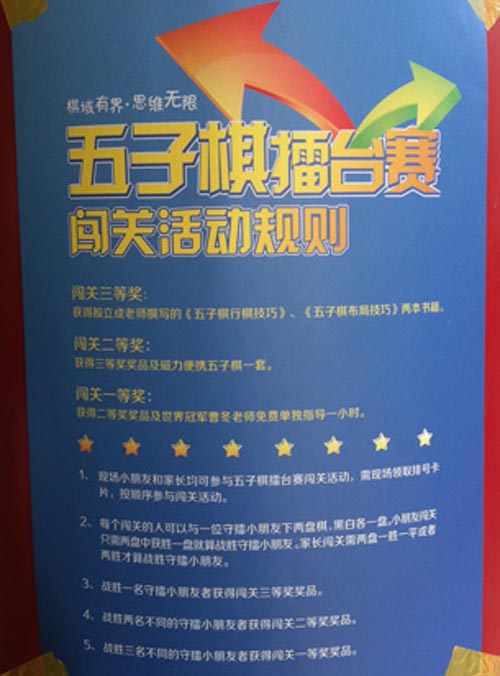 棋域有界·思维无限
五子棋擂台赛
闯关活动规则
闯关三等奖：
获得殷立成老师撰写的《五子棋行棋技巧》、《五子棋布局技巧》两本书籍。
闯关二等奖：
获得三等奖奖品及磁力便携五子棋一套。
闯关一等奖：
获得二等奖奖品及世界冠军曹冬老师免费单独指导一小时。
1、现场小朋友和家长均可参与五子棋擂台赛闯关活动，需现场领取排号卡
片，按顺序参与闯关活动。
2、每个闯关的人可以与一位守擂小朋友下两盘棋，黑白各一盘。小朋友闯关
只需两盘中获胜一盘就算战胜守擂小朋友。家长闯关需两盘一胜一平或者
两胜才算战胜守擂小朋友。
3、战胜一名守擂小朋友者获得闯关三等奖奖品。
4、战胜两名不同的守擂小朋友者获得闯关二等奖奖品。
5、战胜三名不同的守擂小朋友者获得闯关一等奖奖品。